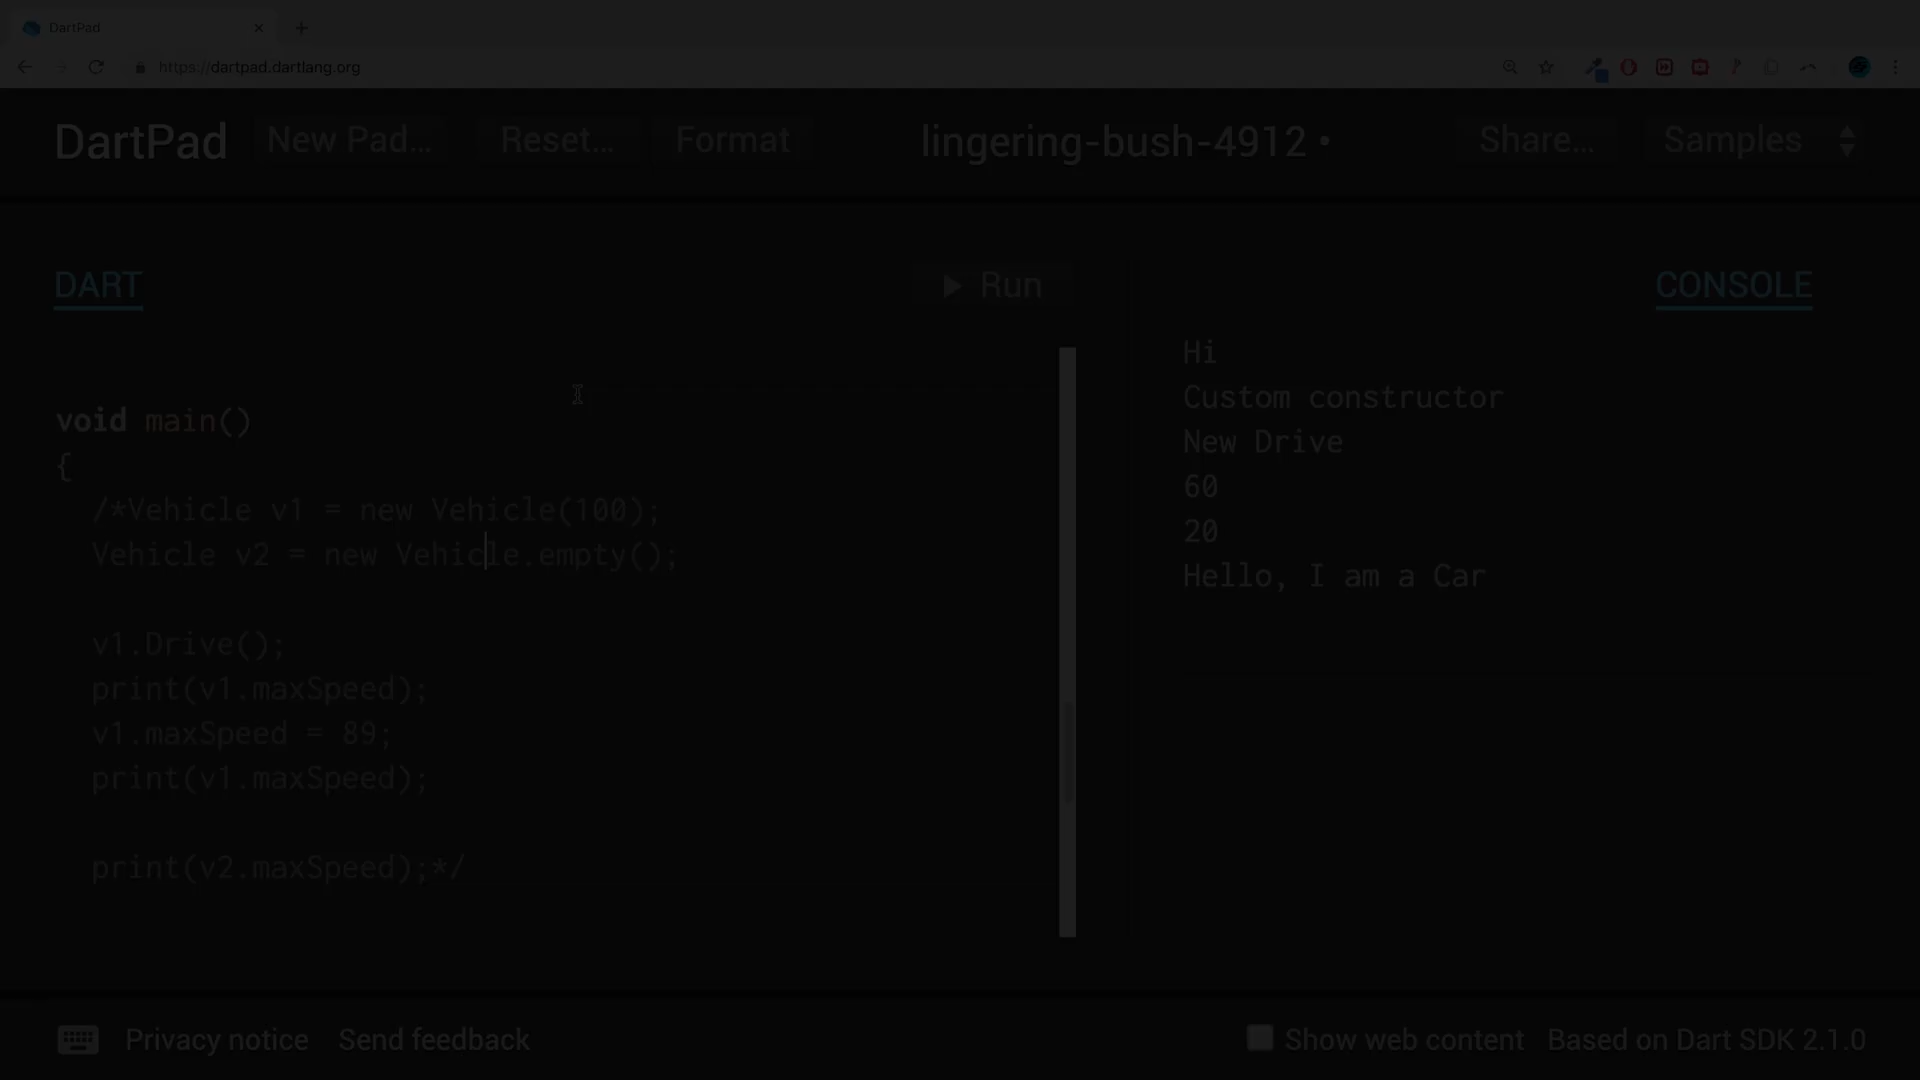 DartPad
https://dartpad.dartlang.org
DartPad
New Pad...
Reset...
Format
lingering-bush-4912 •
Share...
Samples
DART
Run
CONSOLE
void main()
{
/*Vehicle v1 = new Vehicle(100);
Vehicle v2 = new Vehicle.empty();
v1.Drive();
print(v1.maxSpeed);
v1.maxSpeed = 89;
print(v1.maxSpeed);
print(v2.maxSpeed);*/
Hi
Custom constructor
New Drive
60
20
Hello, I am a Car
Privacy notice
Send feedback
Show web content
Based on Dart SDK 2.1.0